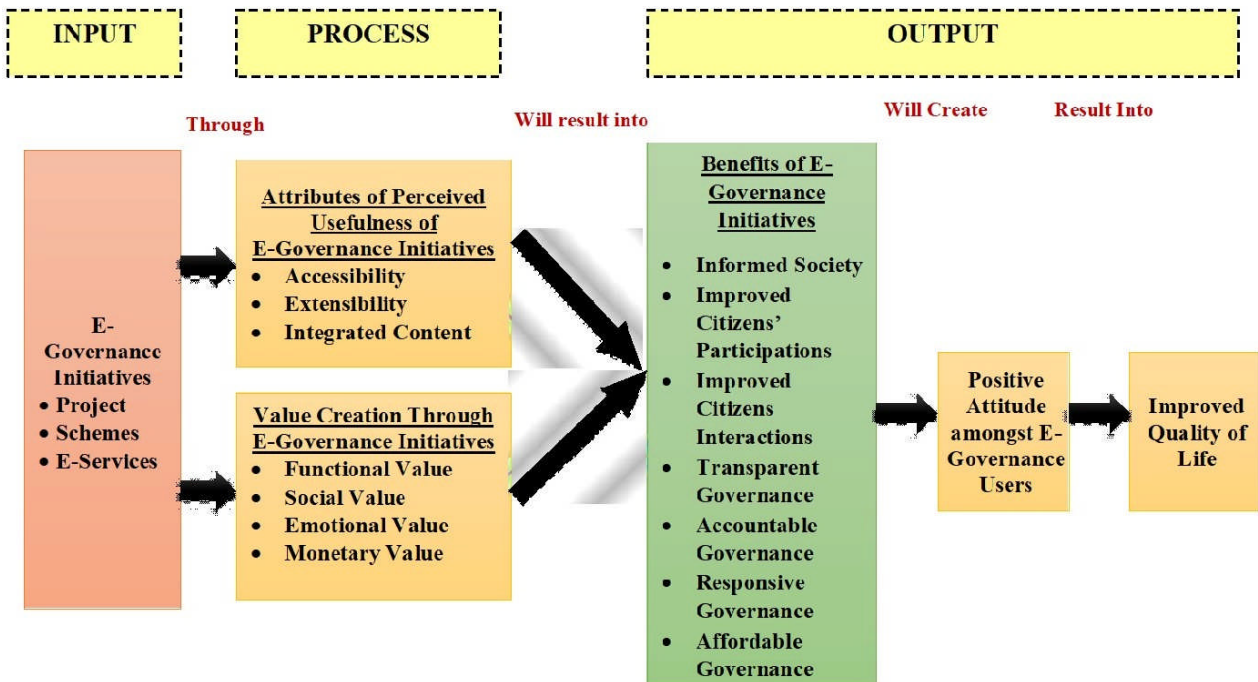 INPUT
PROCESS
OUTPUT
Through
Will result into
Will Create
Result Into
E-
Governance
Initiatives
• Project
• Schemes
• E-Services
Attributes of Perceived
Usefulness of
E-Governance Initiatives
• Accessibility
• Extensibility
• Integrated Content
Value Creation Through
E-Governance Initiatives
• Functional Value
• Social Value
• Emotional Value
• Monetary Value
Benefits of E-
Governance
Initiatives
• Informed Society
• Improved
Citizens’
Participations
• Improved
Citizens
Interactions
• Transparent
Governance
• Accountable
Governance
• Responsive
Governance
• Affordable
Governance
Positive
Attitude
amongst E-
Governance
Users
Improved
Quality of
Life